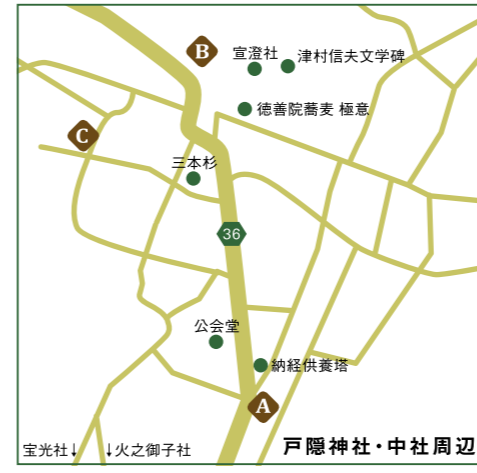 B
宣澄社
津村信夫文学碑
徳善院蕎麦 極意
C
三本杉
36
公会堂
納経供養塔
A
宝光社↓
↓火之御子社
戸隠神社・中社周辺